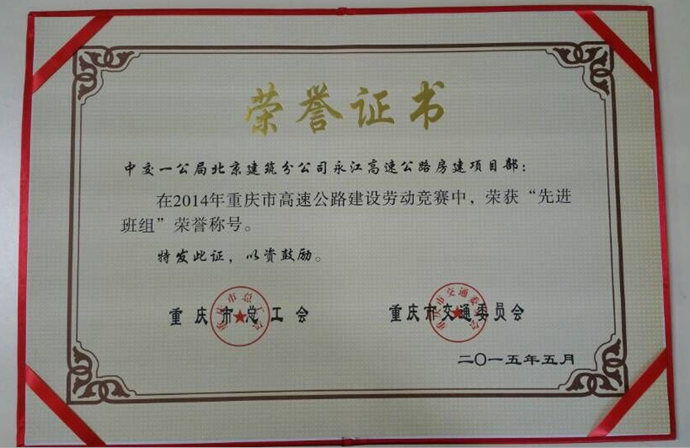 荣誉证书
中交一公局北京建筑分公司永江高速公路房建项目部：
在2014年重庆市高速公路建设劳动竞赛中，荣获“先进
班组”荣誉称号。
特发此证，以资鼓励。
重庆市总工会
重庆市交通委员会
二〇一五年五月